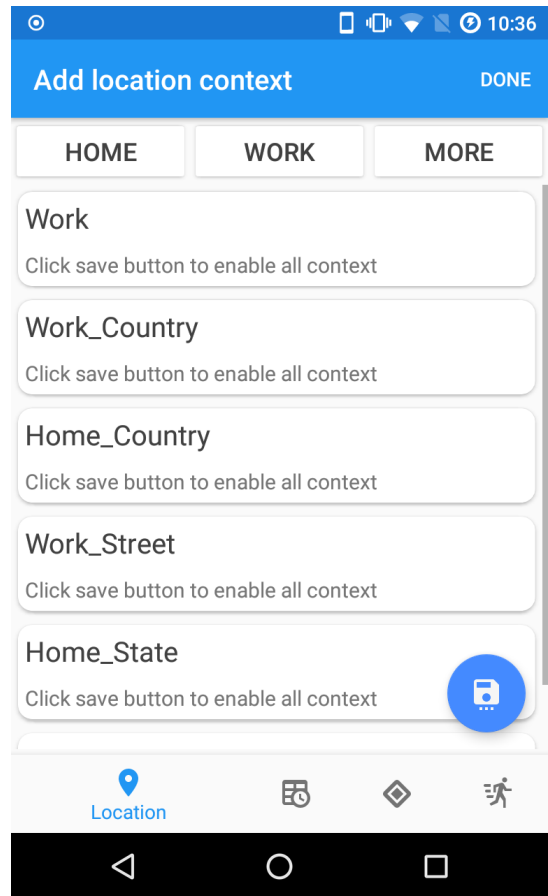 10:36
Add location context
DONE
HOME
WORK
MORE
Work
Click save button to enable all context
Work_Country
Click save button to enable all context
Home_Country
Click save button to enable all context
Work_Street
Click save button to enable all context
Home_State
Click save button to enable all context
Location